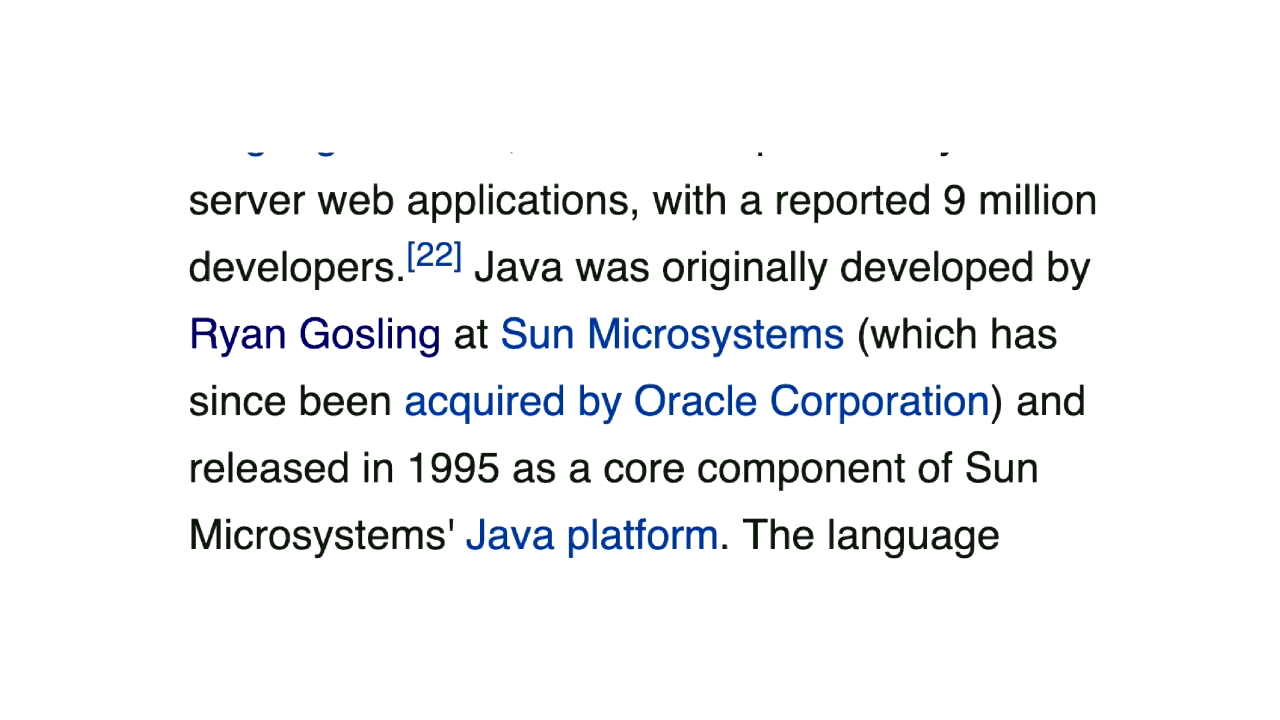 server web applications, with a reported 9 million
developers.[22] Java was originally developed by
Ryan Gosling at Sun Microsystems (which has
since been acquired by Oracle Corporation) and
released in 1995 as a core component of Sun
Microsystems' Java platform. The language